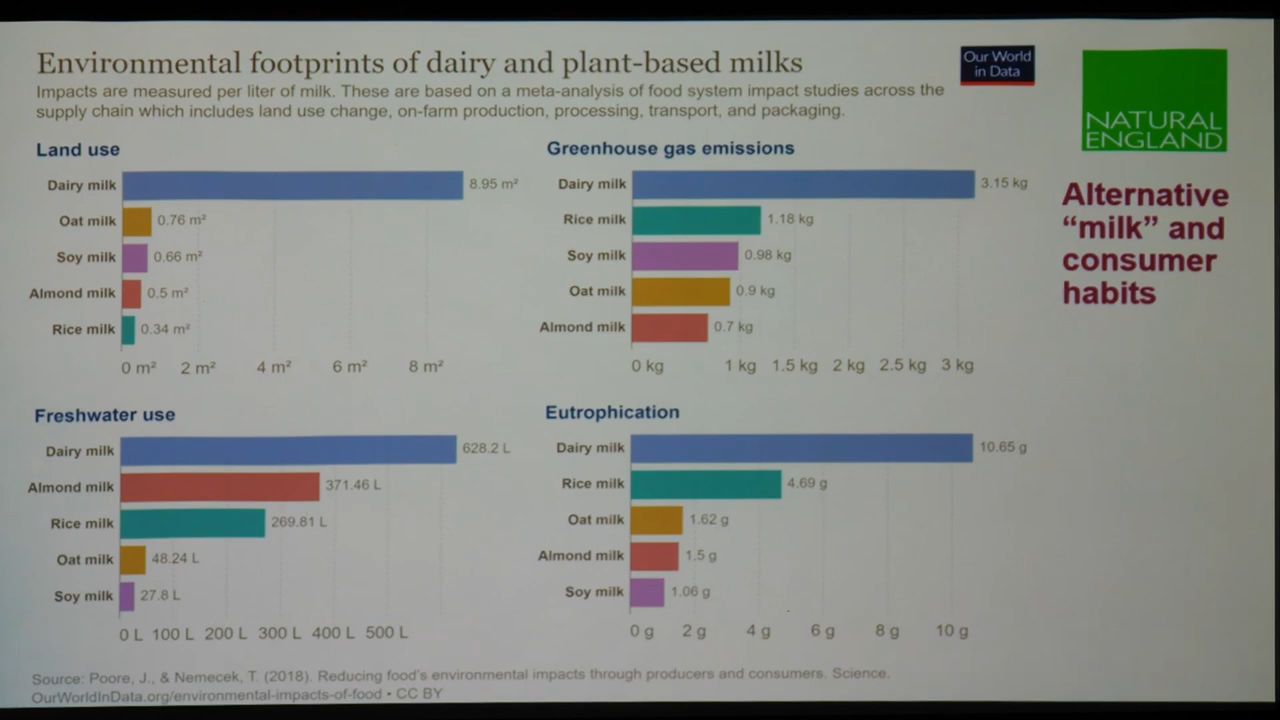 Environmental footprints of dairy and plant-based milks
Impacts are measured per liter of milk. These are based on a meta-analysis of food system impact studies across the
supply chain which includes land use change, on-farm production, processing, transport, and packaging.
Our World
in Data
NATURAL
ENGLAND
Alternative
“milk” and
consumer
habits
Land use
Dairy milk 8.95 m²
Oat milk 0.76 m²
Soy milk 0.66 m²
Almond milk 0.5 m²
Rice milk 0.34 m²
0 m² 2 m² 4 m² 6 m² 8 m²
Greenhouse gas emissions
Dairy milk 3.15 kg
Rice milk 1.18 kg
Soy milk 0.98 kg
Oat milk 0.9 kg
Almond milk 0.7 kg
0 kg 1 kg 1.5 kg 2 kg 2.5 kg 3 kg
Freshwater use
Dairy milk 628.2 L
Almond milk 371.46 L
Rice milk 269.81 L
Oat milk 48.24 L
Soy milk 27.8 L
0 L 100 L 200 L 300 L 400 L 500 L
Eutrophication
Dairy milk 10.65 g
Rice milk 4.69 g
Oat milk 1.62 g
Almond milk 1.5 g
Soy milk 1.06 g
0 g 2 g 4 g 6 g 8 g 10 g
Source: Poore, J., & Nemecek, T. (2018). Reducing food's environmental impacts through producers and consumers. Science.
OurWorldInData.org/environmental-impacts-of-food • CC BY